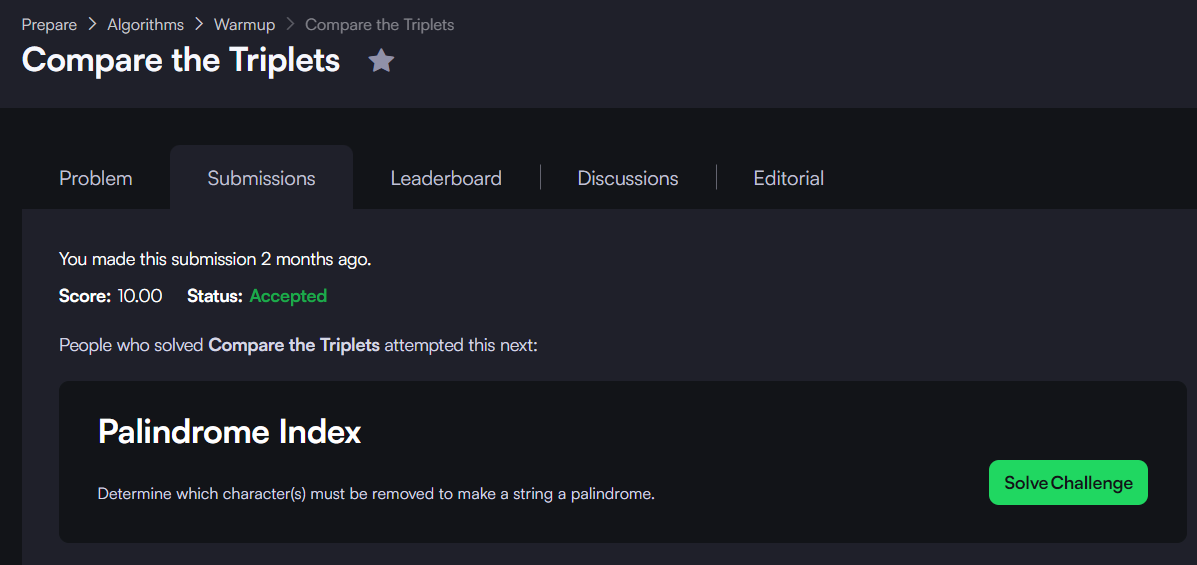 Prepare > Algorithms > Warmup > Compare the Triplets
Compare the Triplets
Problem Submissions Leaderboard Discussions Editorial
You made this submission 2 months ago.
Score: 10.00 Status: Accepted
People who solved Compare the Triplets attempted this next:
Palindrome Index
Determine which character(s) must be removed to make a string a palindrome.
Solve Challenge